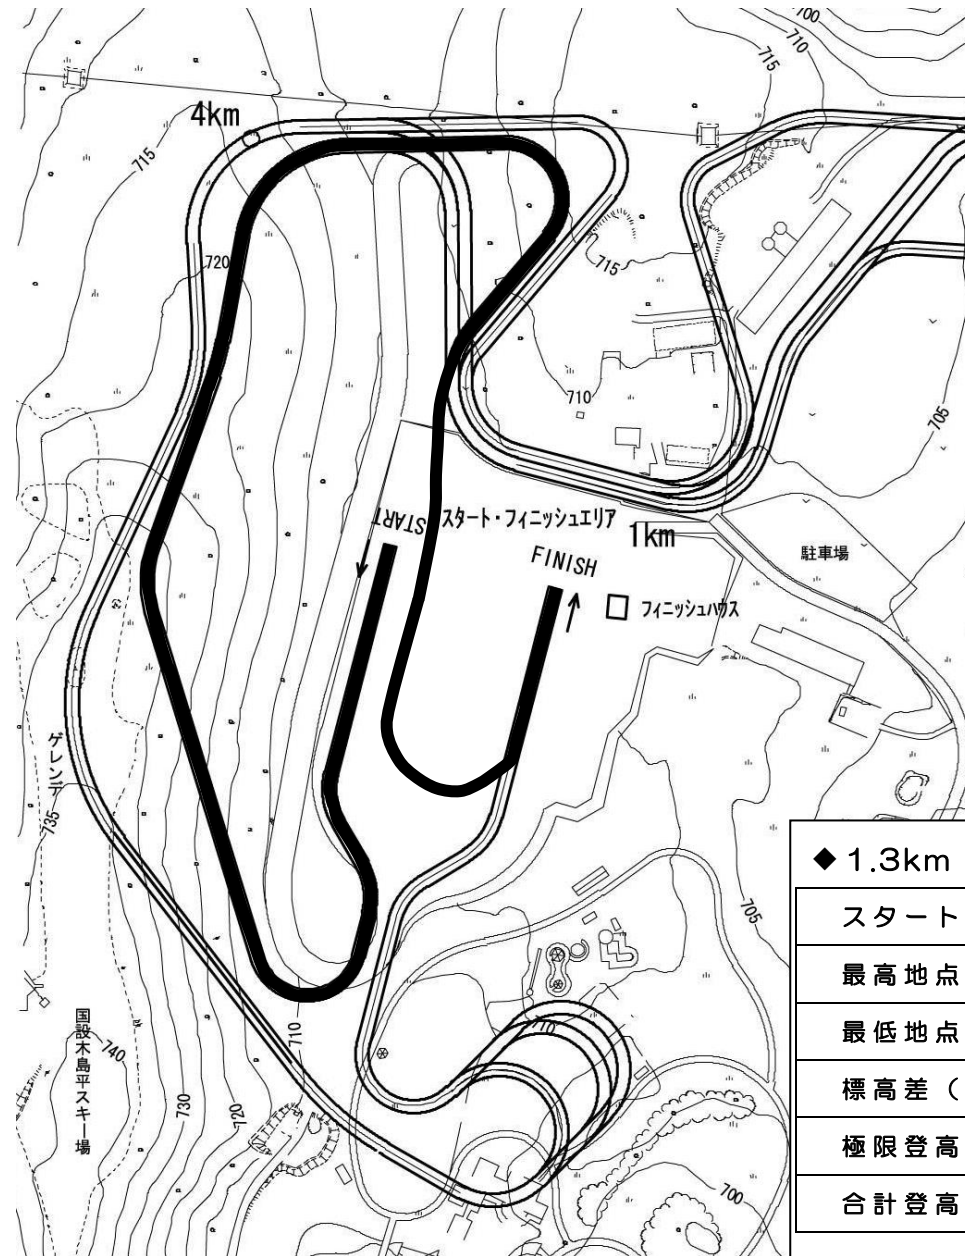 700
710
715
4km
715
720
715
710
705
START
スタート・フィニッシュエリア
1km
FINISH
駐車場
フィニッシュハウス
ゲレンデ
735
◆1.3km
スタート
705
最高地点
最低地点
710
国設木島平スキー場
710
740
標高差（
730
720
極限登高
700
合計登高